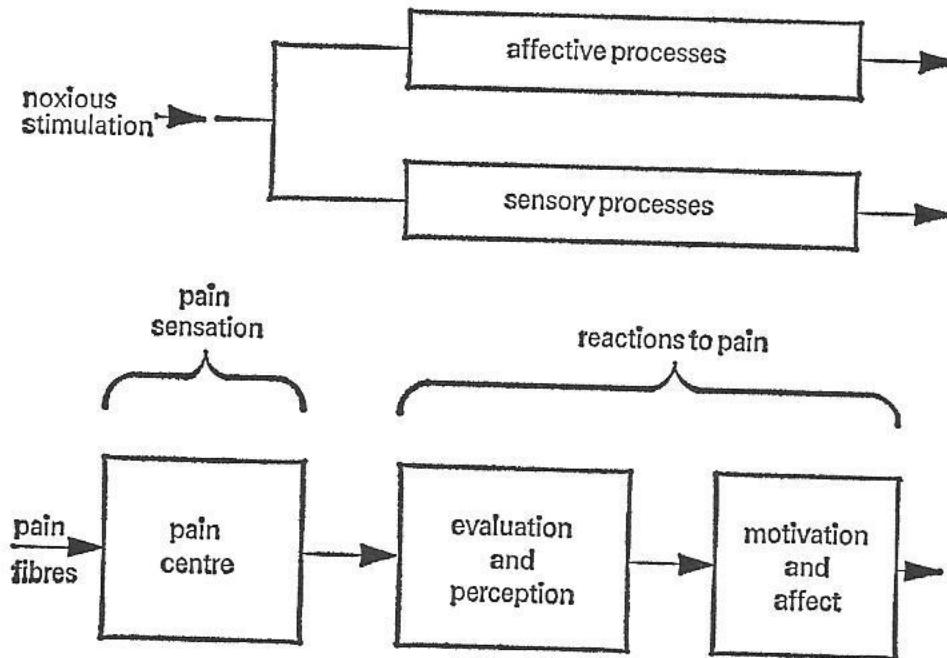 affective processes
noxious
stimulation
sensory processes
pain
sensation
reactions to pain
pain
fibres
pain
centre
evaluation
and
perception
motivation
and
affect